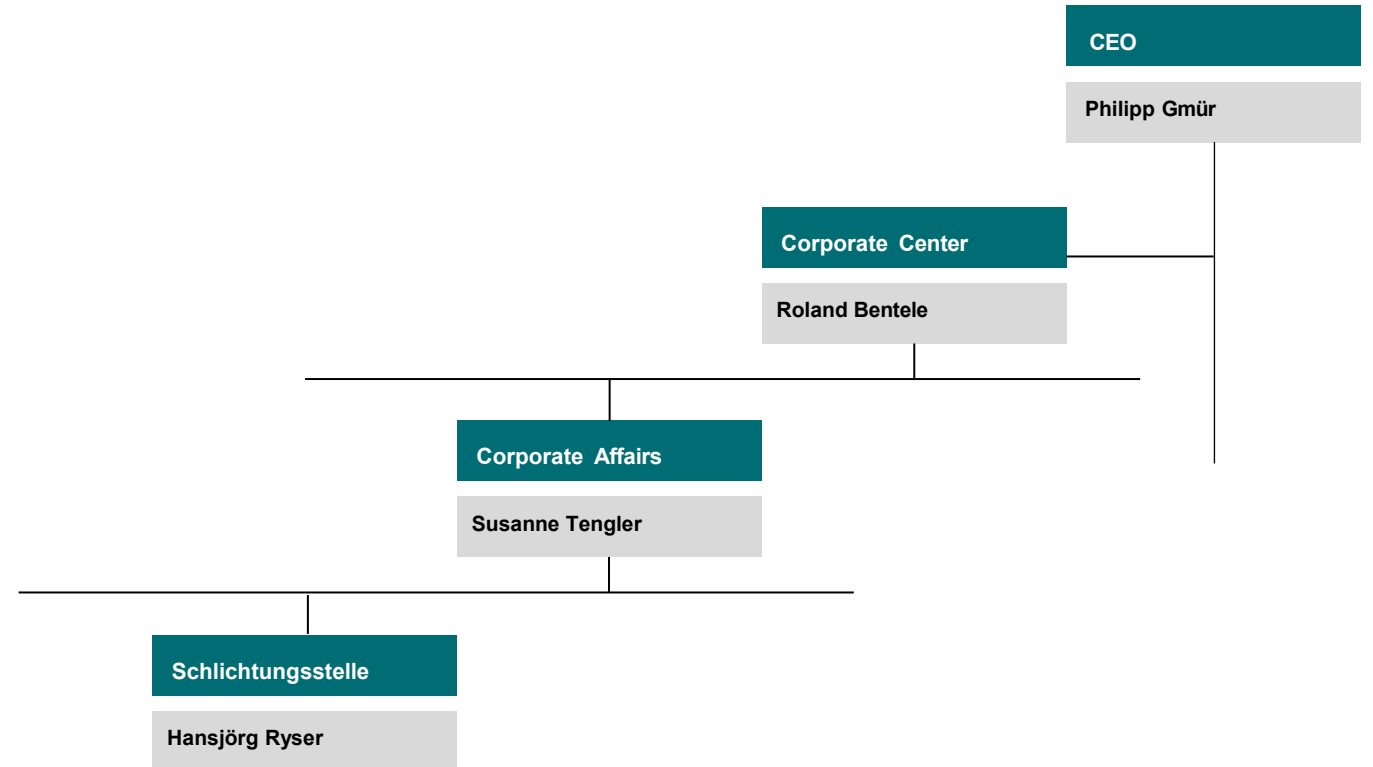 CEO
Philipp Gmür
Corporate Center
Roland Bentele
Corporate Affairs
Susanne Tengler
Schlichtungsstelle
Hansjörg Ryser